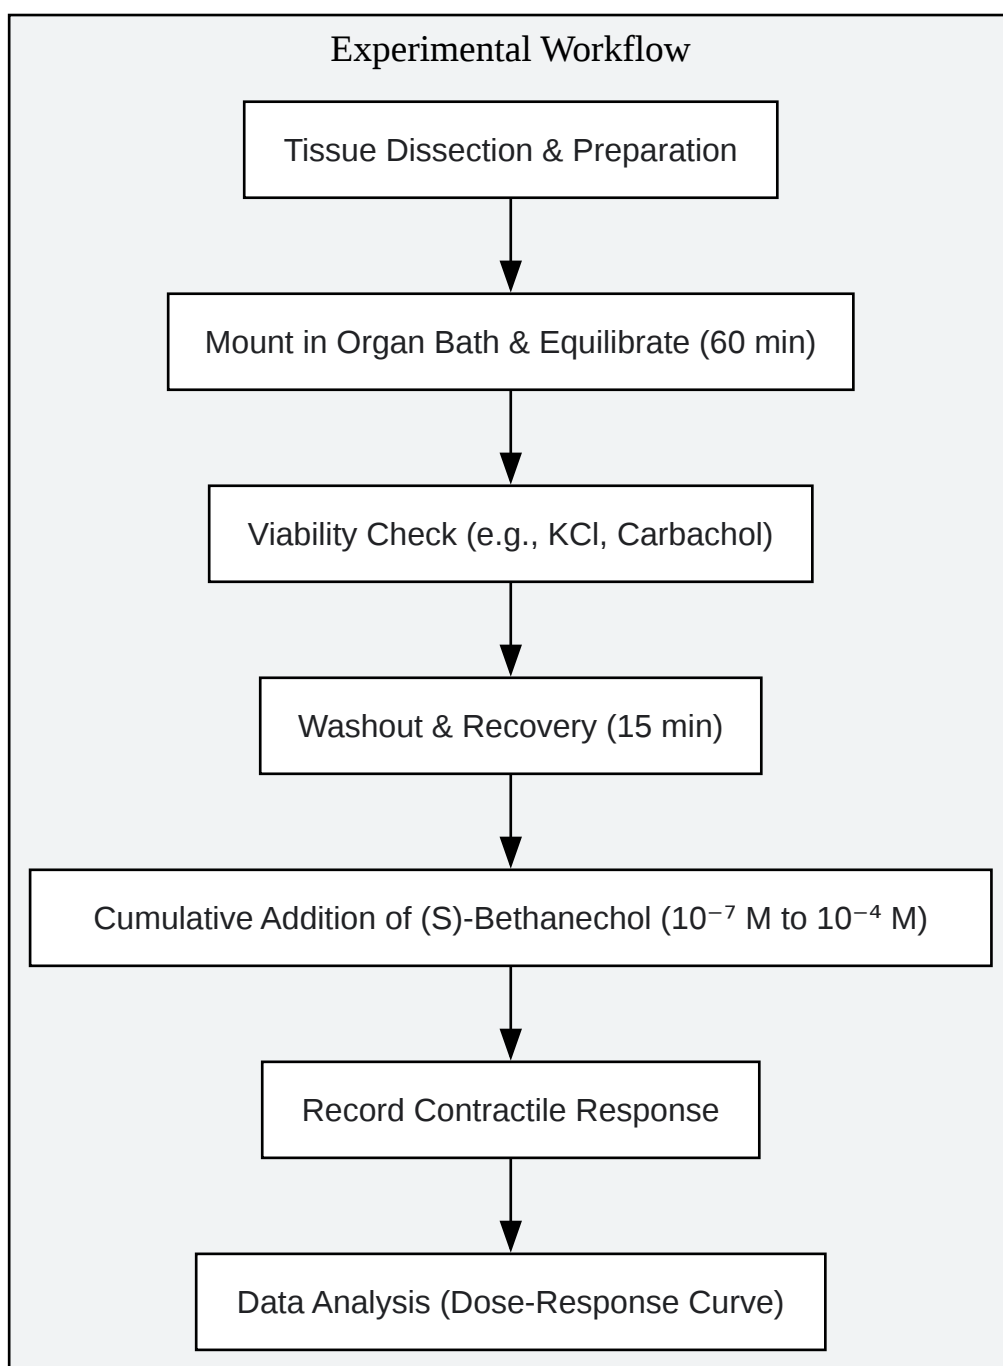 Experimental Workflow
Tissue Dissection & Preparation
Mount in Organ Bath & Equilibrate (60 min)
Viability Check (e.g., KCl, Carbachol)
Washout & Recovery (15 min)
Cumulative Addition of (S)-Bethanechol (10⁻⁷ M to 10⁻⁴ M)
Record Contractile Response
Data Analysis (Dose-Response Curve)